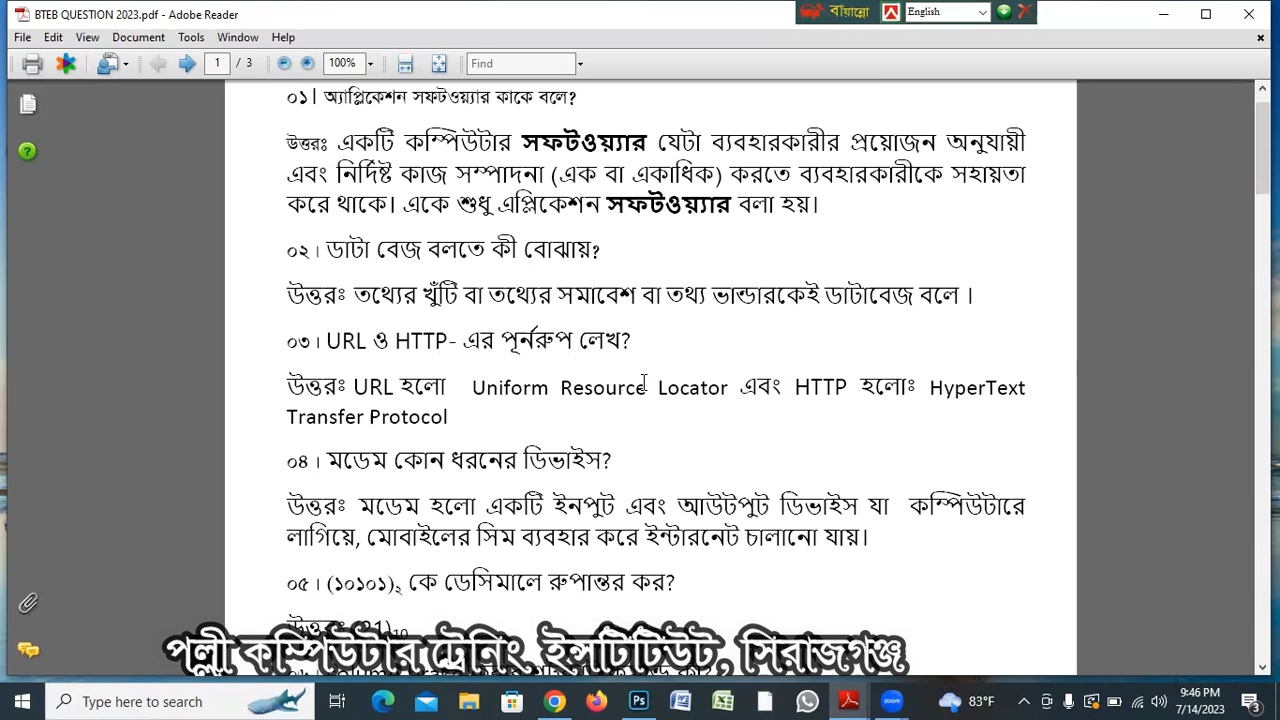 BTEB QUESTION 2023.pdf - Adobe Reader
বাঁয়ান্নো
English
File Edit View Document Tools Window Help
1 / 3
100%
Find
০১। অ্যাপ্লিকেশন সফটওয়্যার কাকে বলে?
উত্তরঃ একটি কম্পিউটার সফটওয়্যার যেটা ব্যবহারকারীর প্রয়োজন অনুযায়ী
এবং নির্দিষ্ট কাজ সম্পাদনা (এক বা একাধিক) করতে ব্যবহারকারীকে সহায়তা
করে থাকে। একে শুধু এপ্লিকেশন সফটওয়্যার বলা হয়।
০২। ডাটা বেজ বলতে কী বোঝায়?
উত্তরঃ তথ্যের খুঁটি বা তথ্যের সমাবেশ বা তথ্য ভান্ডারকেই ডাটাবেজ বলে ।
০৩। URL ও HTTP- এর পূর্নরুপ লেখ?
উত্তরঃ URL হলো Uniform Resource Locator এবং HTTP হলোঃ HyperText
Transfer Protocol
০৪। মডেম কোন ধরনের ডিভাইস?
উত্তরঃ মডেম হলো একটি ইনপুট এবং আউটপুট ডিভাইস যা কম্পিউটারে
লাগিয়ে, মোবাইলের সিম ব্যবহার করে ইন্টারনেট চালানো যায়।
০৫। (১০১০১)₂ কে ডেসিমালে রুপান্তর কর?
উত্তরঃ (21)₁₀
পল্লী কম্পিউটার ট্রেনিং ইন্সটিটিউট, সিরাজগঞ্জ
Type here to search
zoom
83°F
9:46 PM
7/14/2023